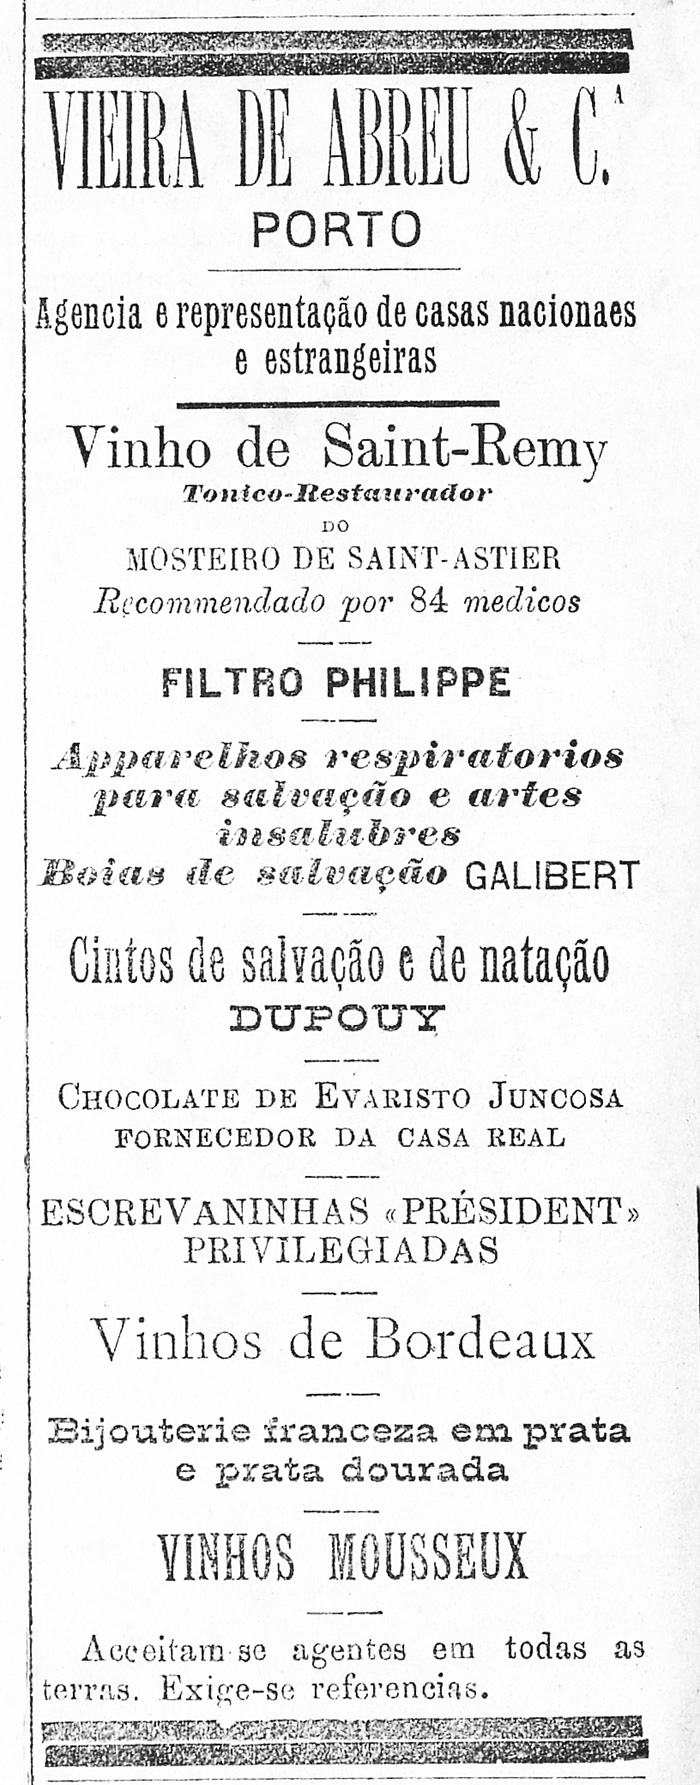 VIEIRA DE ABREU & C.A
PORTO
Agencia e representação de casas nacionaes
e estrangeiras
Vinho de Saint-Remy
Tonico-Restaurador
DO
MOSTEIRO DE SAINT-ASTIER
Recommendado por 84 medicos
FILTRO PHILIPPE
Apparelhos respiratorios
para salvação e artes
insalubres
Boias de salvação GALIBERT
Cintos de salvação e de natação
DUPOUY
CHOCOLATE DE EVARISTO JUNCOSA
FORNECEDOR DA CASA REAL
ESCREVANINHAS «PRÉSIDENT»
PRIVILEGIADAS
Vinhos de Bordeaux
Bijouterie franceza em prata
e prata dourada
VINHOS MOUSSEUX
Acceitam-se agentes em todas as
terras. Exige-se referencias.